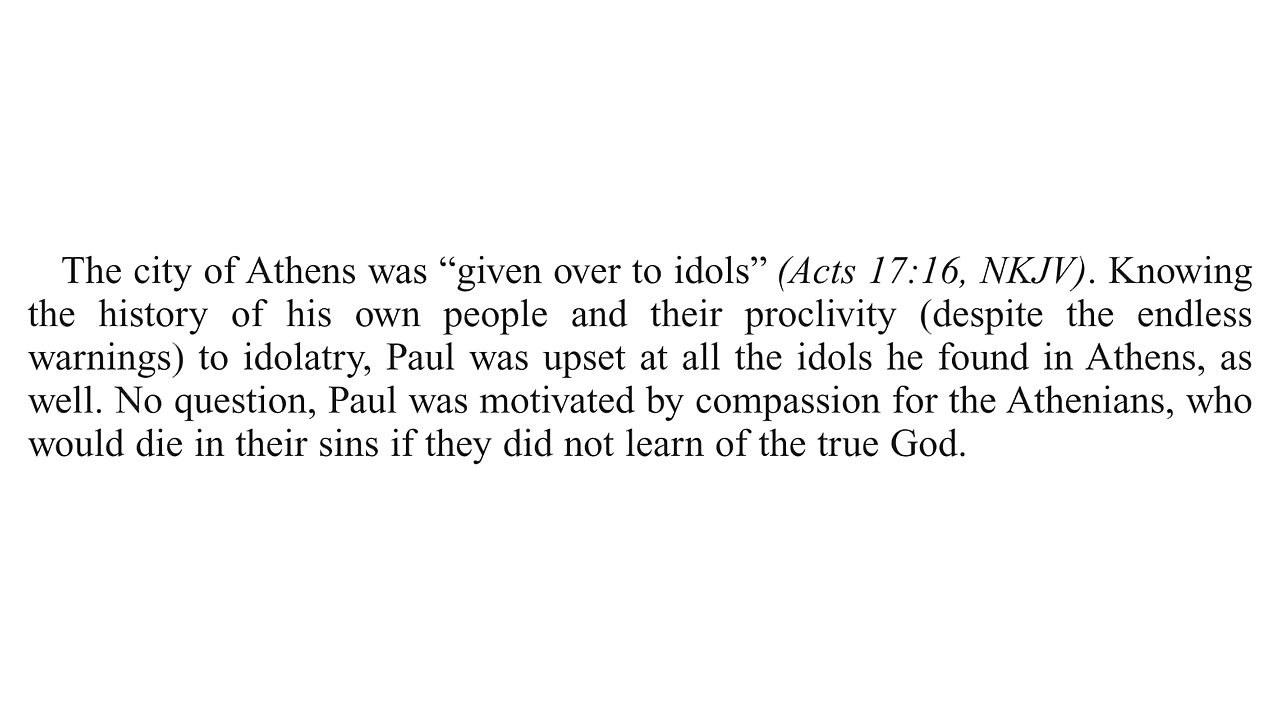 The city of Athens was “given over to idols” (Acts 17:16, NKJV). Knowing
the history of his own people and their proclivity (despite the endless
warnings) to idolatry, Paul was upset at all the idols he found in Athens, as
well. No question, Paul was motivated by compassion for the Athenians, who
would die in their sins if they did not learn of the true God.